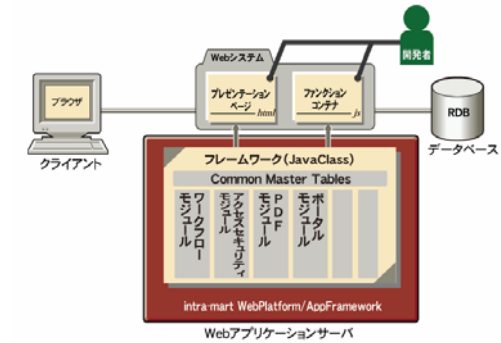 Webシステム
開発者
プレゼンテーション
ページ
html
ファンクション
コンテナ
js
ブラウザ
クライアント
RDB
データベース
フレームワーク(JavaClass)
Common Master Tables
ワークフロー
モジュール
アクセスセキュリティ
モジュール
PDF
モジュール
ポータル
モジュール
intra-mart WebPlatform/AppFramework
Webアプリケーションサーバ